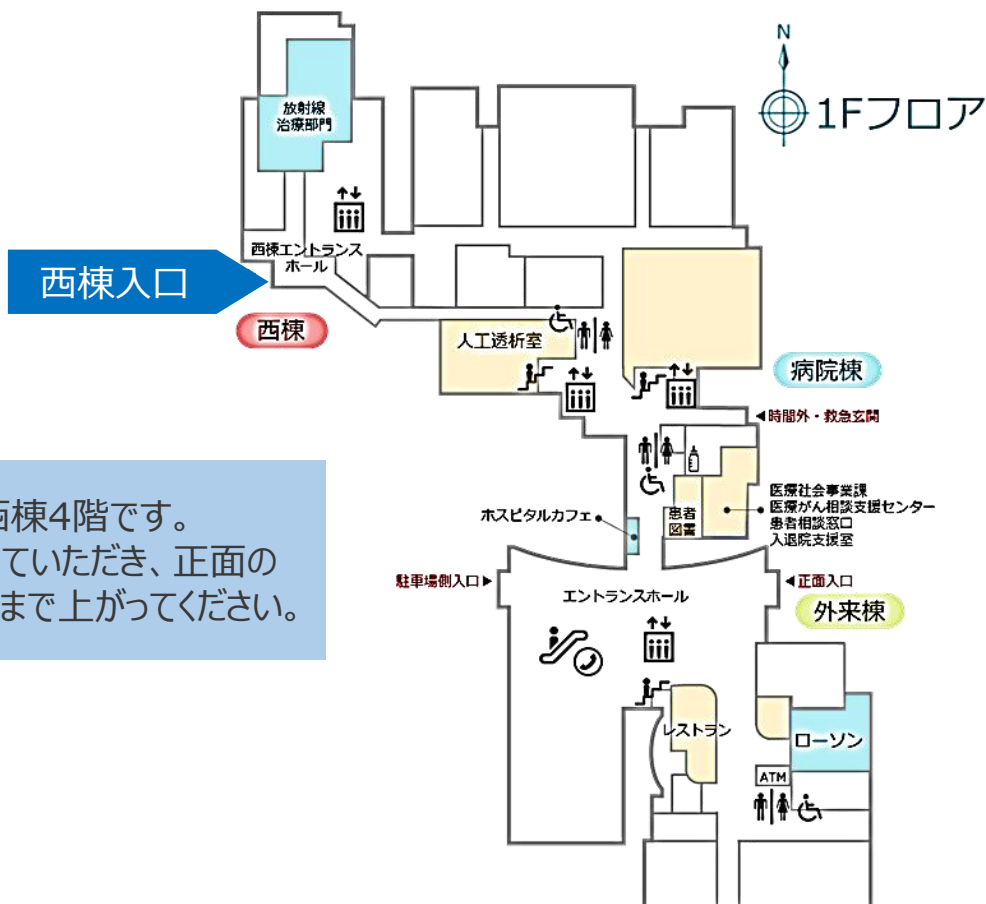 N
1Fフロア
放射線
治療部門
西棟エントランス
ホール
西棟入口
西棟
人工透析室
病院棟
時間外・救急玄関
西棟4階です。
ていただき、正面の
まで上がってください。
ホスピタルカフェ
患者
図書
医療社会事業課
医療がん相談支援センター
患者相談窓口
入退院支援室
駐車場側入口
エントランスホール
正面入口
外来棟
レストラン
ローソン
ATM